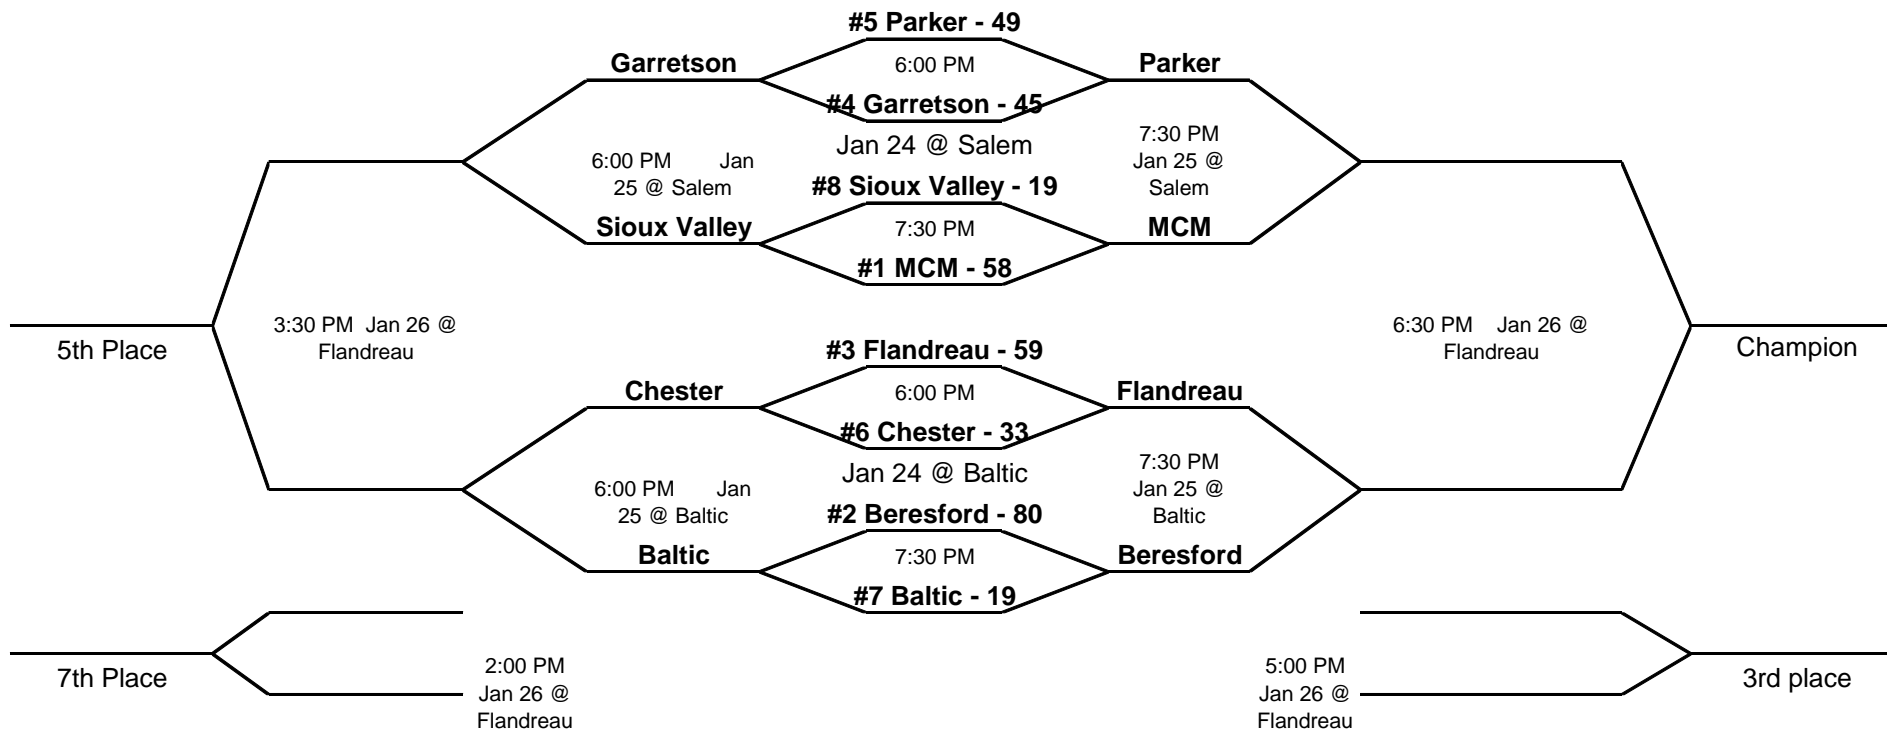 #5 Parker - 49
Garretson
6:00 PM
Parker
#4 Garretson - 45
Jan 24 @ Salem
6:00 PM Jan
25 @ Salem
7:30 PM
Jan 25 @
Salem
#8 Sioux Valley - 19
Sioux Valley
7:30 PM
MCM
#1 MCM - 58
5th Place
3:30 PM Jan 26 @
Flandreau
6:30 PM Jan 26 @
Flandreau
Champion
#3 Flandreau - 59
Chester
6:00 PM
Flandreau
#6 Chester - 33
Jan 24 @ Baltic
6:00 PM Jan
25 @ Baltic
7:30 PM
Jan 25 @
Baltic
#2 Beresford - 80
Baltic
7:30 PM
Beresford
#7 Baltic - 19
7th Place
2:00 PM
Jan 26 @
Flandreau
5:00 PM
Jan 26 @
Flandreau
3rd place